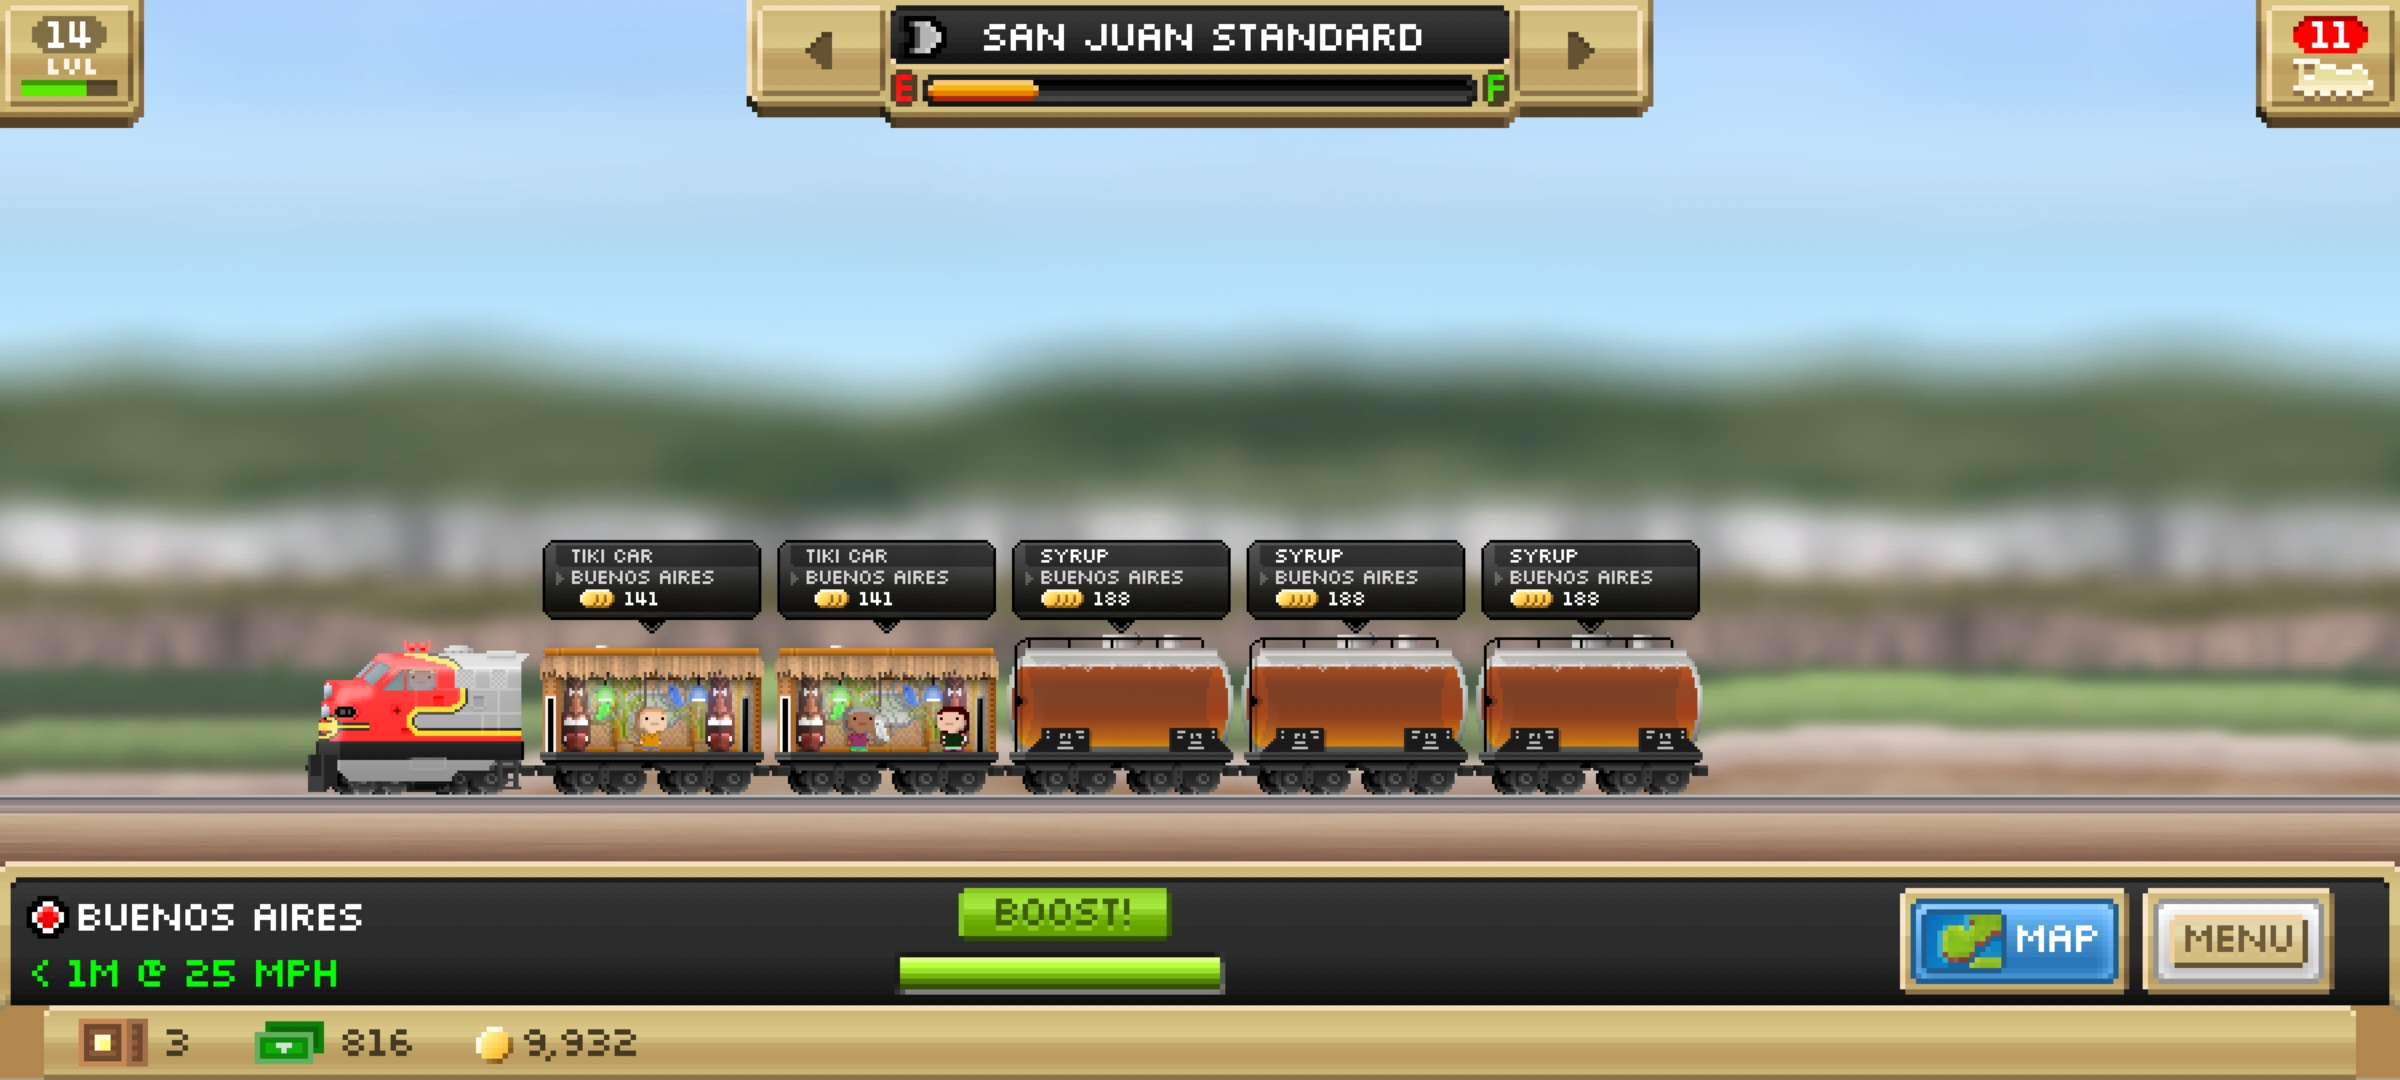 14
LVL
SAN JUAN STANDARD
E F
11
TIKI CAR
BUENOS AIRES
141
TIKI CAR
BUENOS AIRES
141
SYRUP
BUENOS AIRES
188
SYRUP
BUENOS AIRES
188
SYRUP
BUENOS AIRES
188
BUENOS AIRES
< 1M @ 25 MPH
BOOST!
MAP
MENU
3
816
9,932